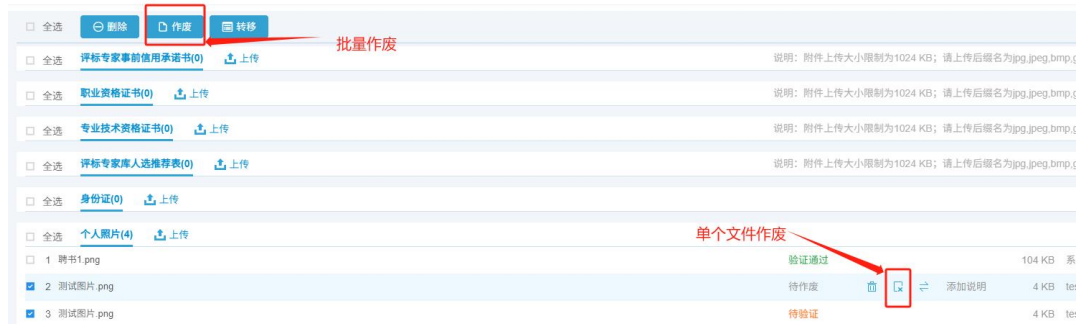 全选 删除 作废 转移
批量作废
全选 评标专家事前信用承诺书(0) 上传 说明：附件上传大小限制为1024 KB；请上传后缀名为jpg,jpeg,bmp,g
全选 职业资格证书(0) 上传 说明：附件上传大小限制为1024 KB；请上传后缀名为jpg,jpeg,bmp,g
全选 专业技术资格证书(0) 上传 说明：附件上传大小限制为1024 KB；请上传后缀名为jpg,jpeg,bmp,g
全选 评标专家库人选推荐表(0) 上传 说明：附件上传大小限制为1024 KB；请上传后缀名为jpg,jpeg,bmp,g
全选 身份证(0) 上传
全选 个人照片(4) 上传
单个文件作废
1 聘书1.png 验证通过 104 KB 系
2 测试图片.png 待作废 添加说明 4 KB tes
3 测试图片.png 待验证 4 KB tes